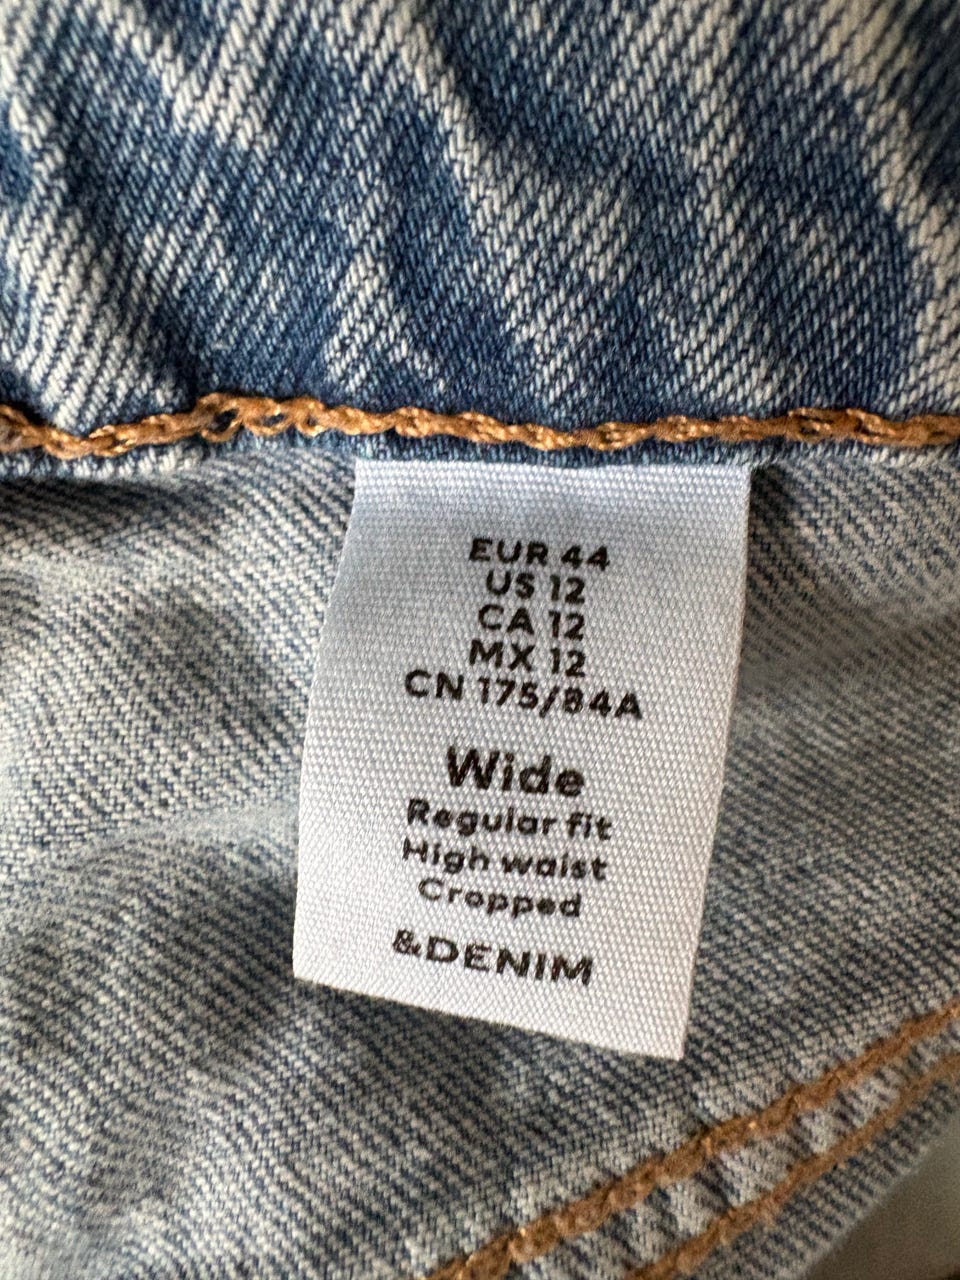 EUR 44
US 12
CA 12
MX 12
CN 175/84A
Wide
Regular fit
High waist
Cropped
&DENIM